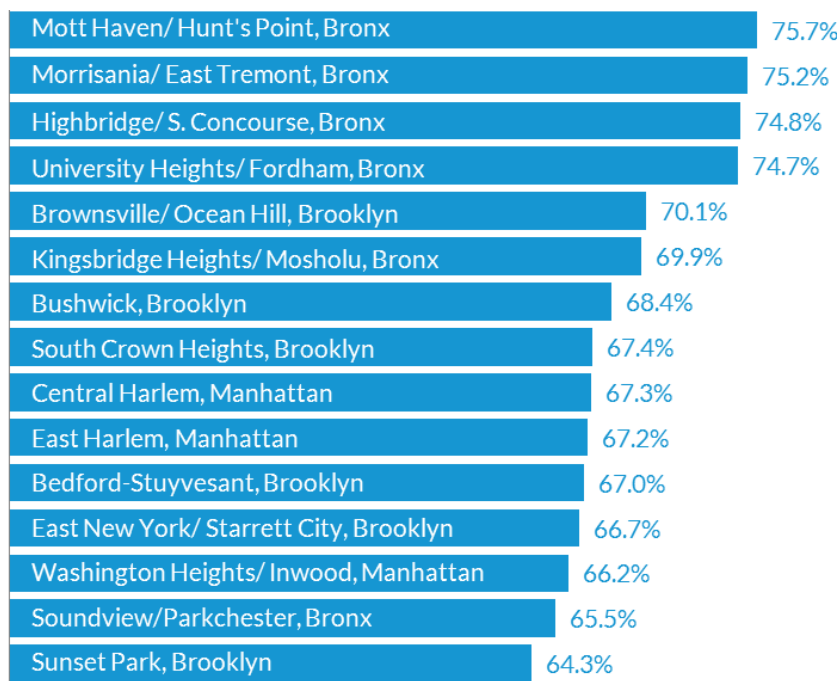 Mott Haven/ Hunt's Point, Bronx 75.7%
Morrisania/ East Tremont, Bronx 75.2%
Highbridge/ S. Concourse, Bronx 74.8%
University Heights/ Fordham, Bronx 74.7%
Brownsville/ Ocean Hill, Brooklyn 70.1%
Kingsbridge Heights/ Mosholu, Bronx 69.9%
Bushwick, Brooklyn 68.4%
South Crown Heights, Brooklyn 67.4%
Central Harlem, Manhattan 67.3%
East Harlem, Manhattan 67.2%
Bedford-Stuyvesant, Brooklyn 67.0%
East New York/ Starrett City, Brooklyn 66.7%
Washington Heights/ Inwood, Manhattan 66.2%
Soundview/Parkchester, Bronx 65.5%
Sunset Park, Brooklyn 64.3%